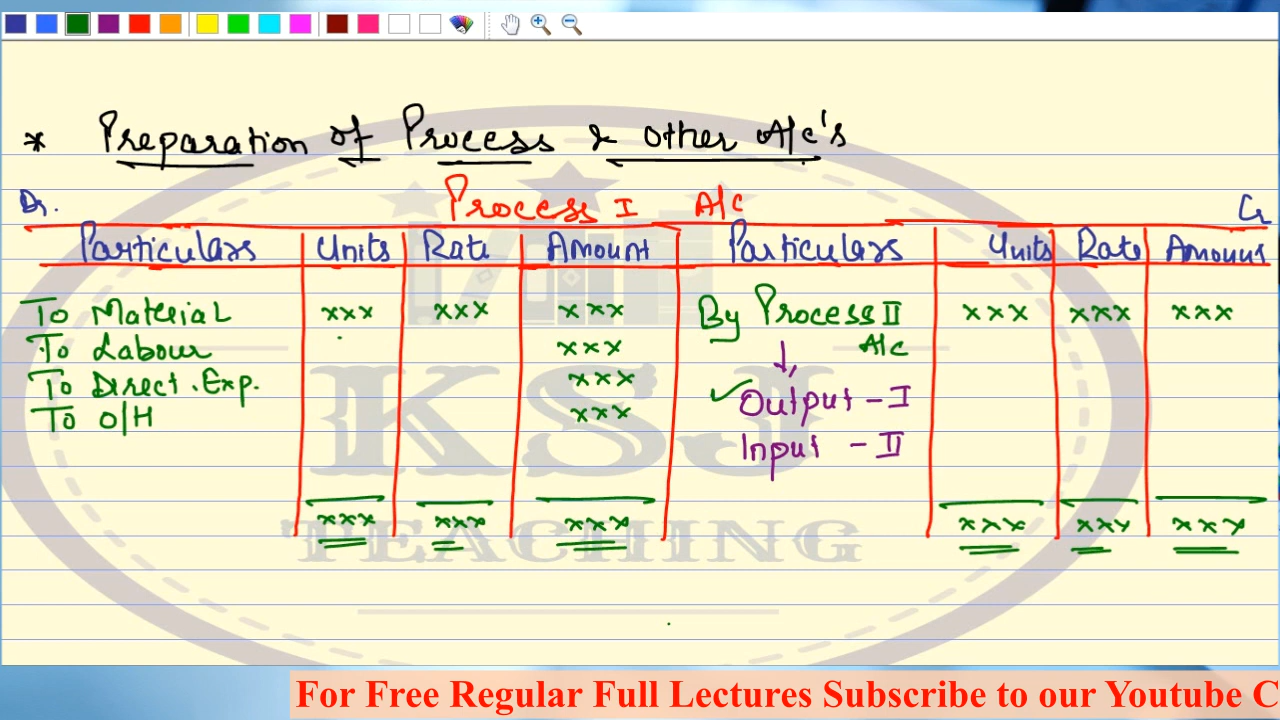 * Preparation of Process & Other A/c's
Dr. Process I A/c Cr
Particulars Units Rate Amount Particulars Units Rate Amount
To Material xxx xxx xxx By Process II xxx xxx xxx
To Labour xxx A/c
To Direct. Exp. xxx
To O/H xxx Output - I
Input - II
xxx xxx xxx xxx xxx xxx
KSJ
TEACHING
For Free Regular Full Lectures Subscribe to our Youtube C